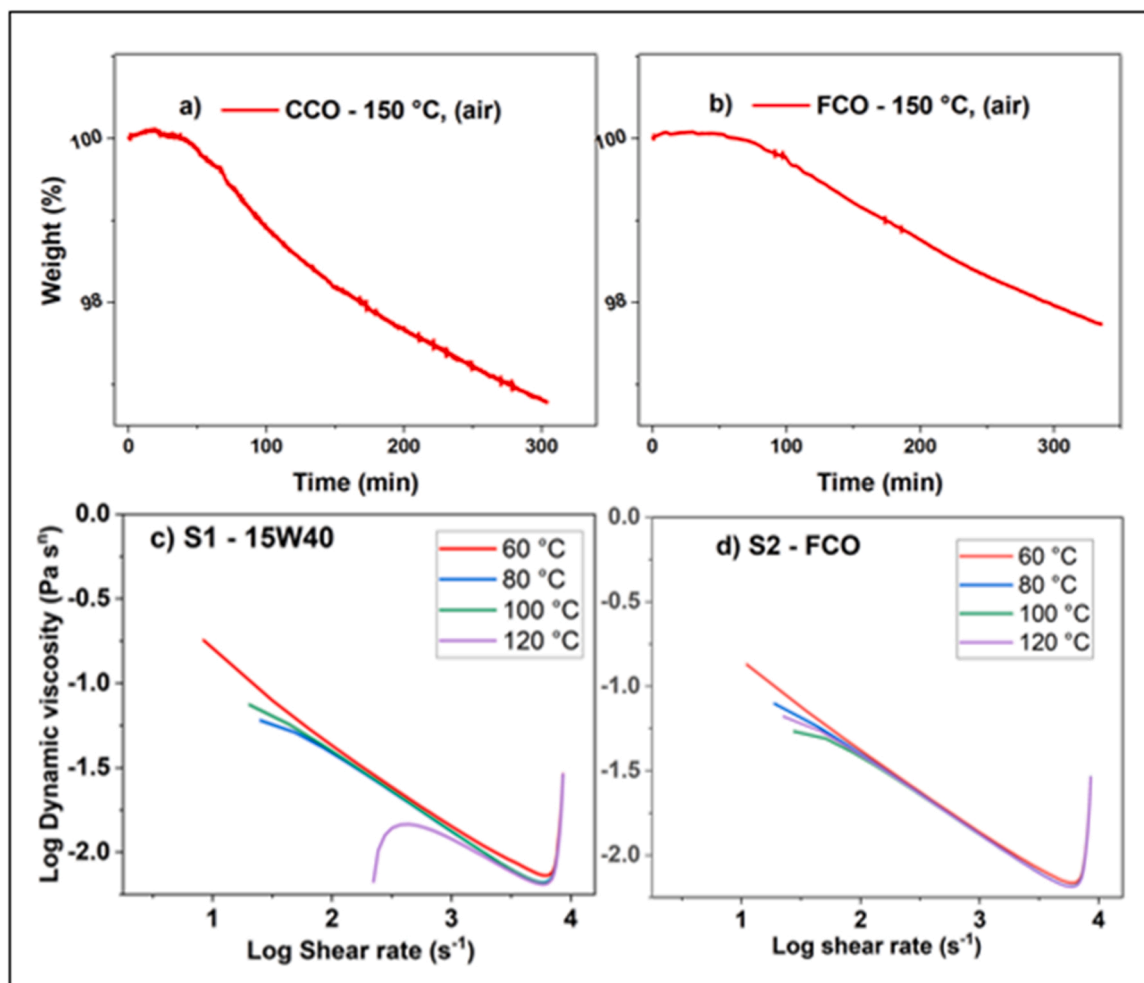 a) CCO - 150 °C, (air)
b) FCO - 150 °C, (air)
100
98
Weight (%)
0 100 200 300
Time (min)
100
98
0 100 200 300
Time (min)
c) S1 - 15W40
60 °C
80 °C
100 °C
120 °C
0.0
-0.5
-1.0
-1.5
-2.0
Log Dynamic viscosity (Pa sⁿ)
1 2 3 4
Log Shear rate (s⁻¹)
d) S2 - FCO
60 °C
80 °C
100 °C
120 °C
0.0
-0.5
-1.0
-1.5
-2.0
1 2 3 4
Log shear rate (s⁻¹)